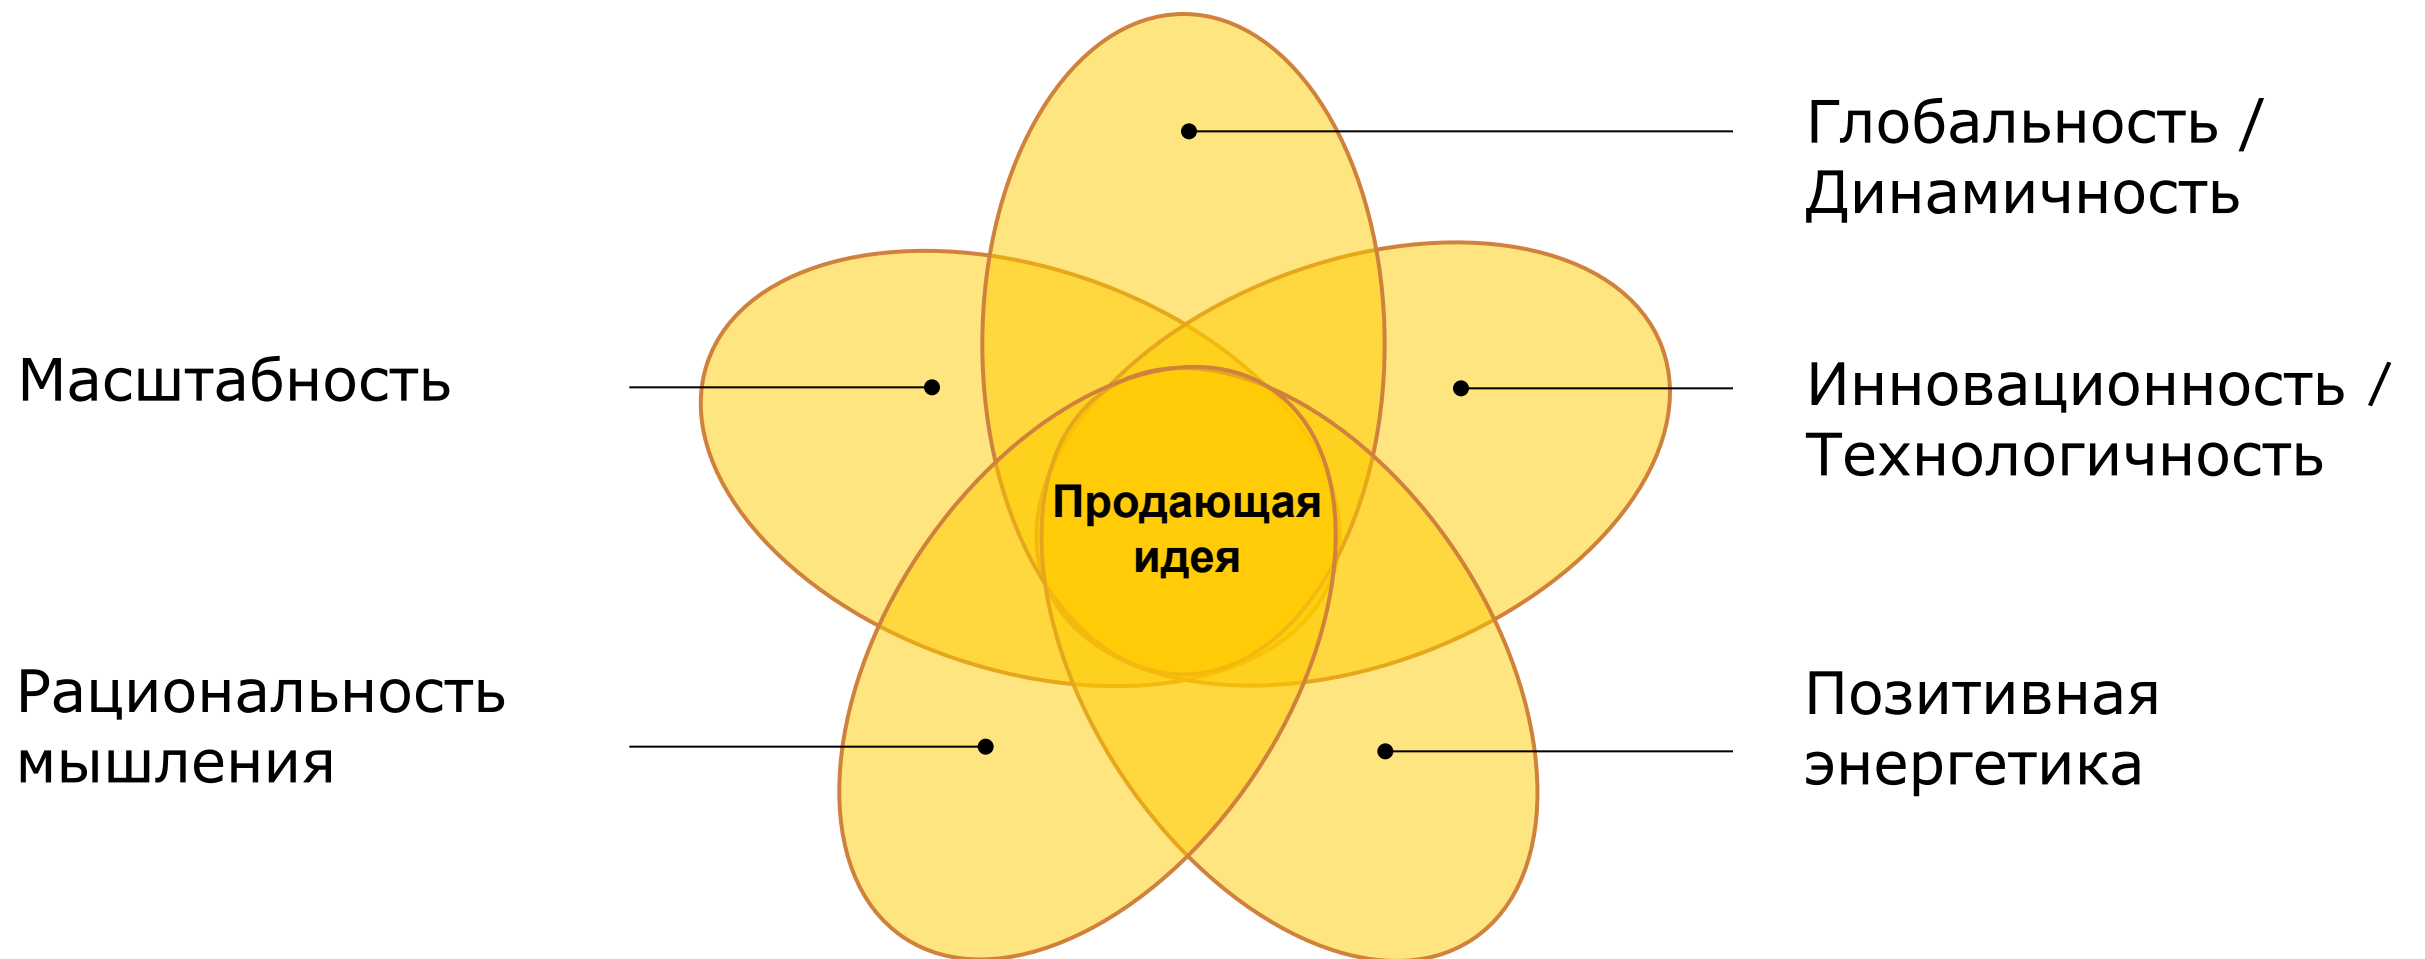 Глобальность /
Динамичность
Масштабность
Инновационность /
Технологичность
Продающая
идея
Рациональность
мышления
Позитивная
энергетика